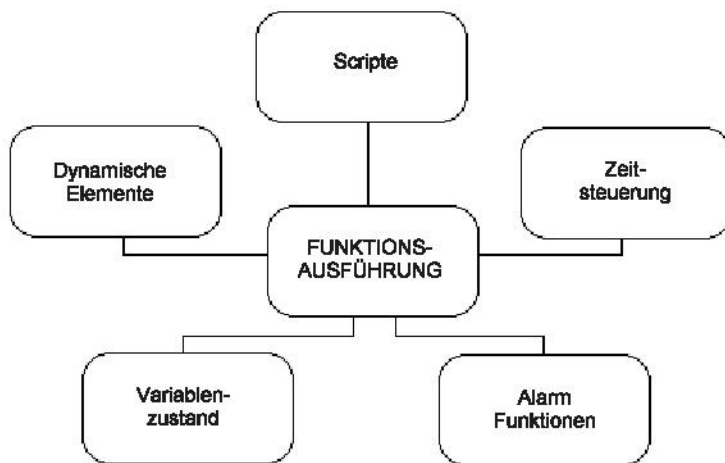 Scripte
Dynamische
Elemente
Zeit-
steuerung
FUNKTIONS-
AUSFÜHRUNG
Variablen-
zustand
Alarm
Funktionen